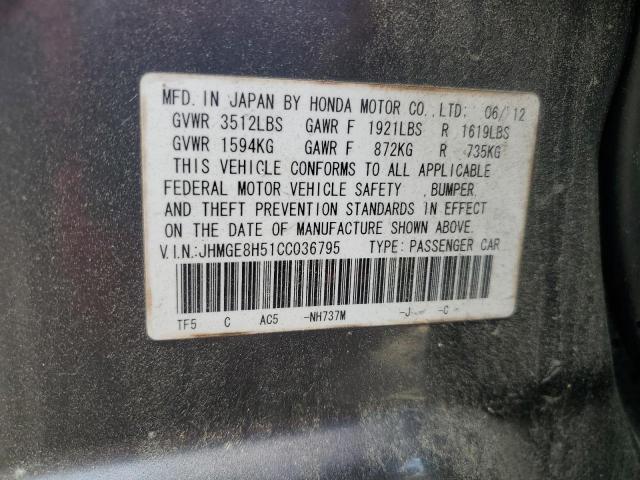 MFD. IN JAPAN BY HONDA MOTOR CO., LTD: 06/12
GVWR 3512LBS GAWR F 1921LBS R 1619LBS
GVWR 1594KG GAWR F 872KG R 735KG
THIS VEHICLE CONFORMS TO ALL APPLICABLE
FEDERAL MOTOR VEHICLE SAFETY , BUMPER,
AND THEFT PREVENTION STANDARDS IN EFFECT
ON THE DATE OF MANUFACTURE SHOWN ABOVE.
V.I.N.:JHMGE8H51CC036795 TYPE: PASSENGER CAR
TF5 C AC5 -NH737M -J -C